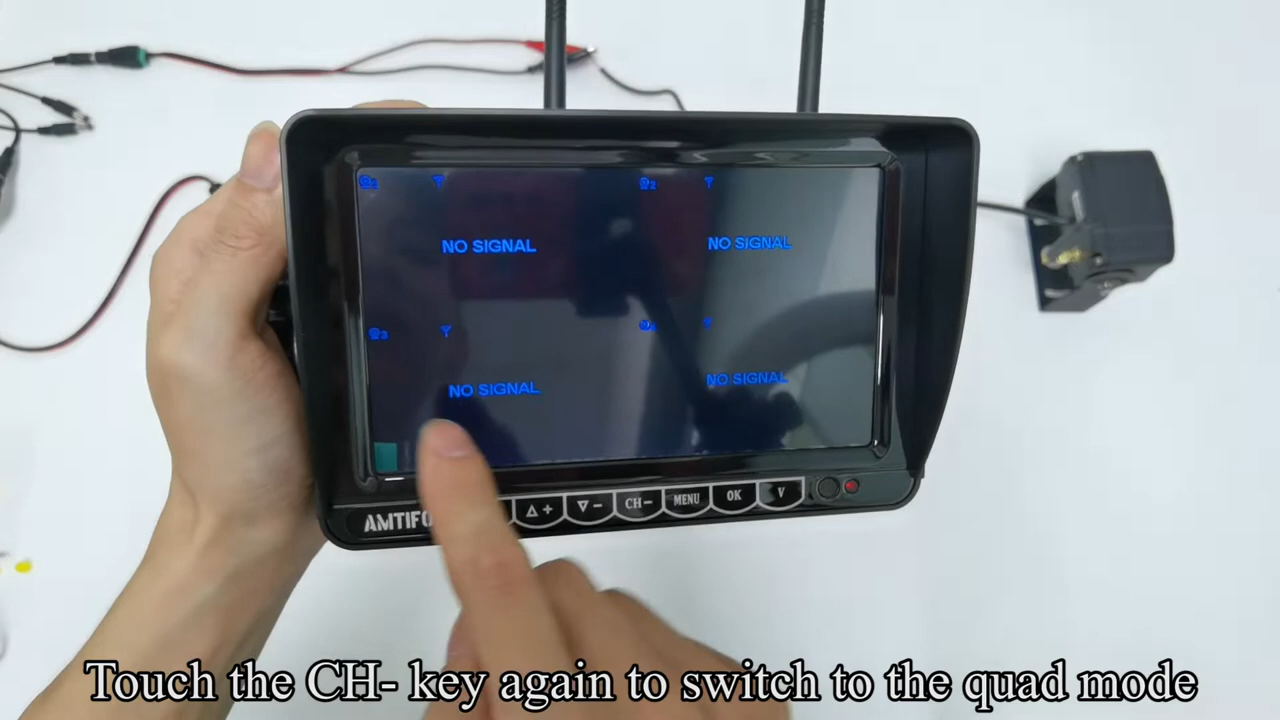 NO SIGNAL
NO SIGNAL
NO SIGNAL
NO SIGNAL
+
-
CH-
MENU
OK
V
Touch the CH- key again to switch to the quad mode